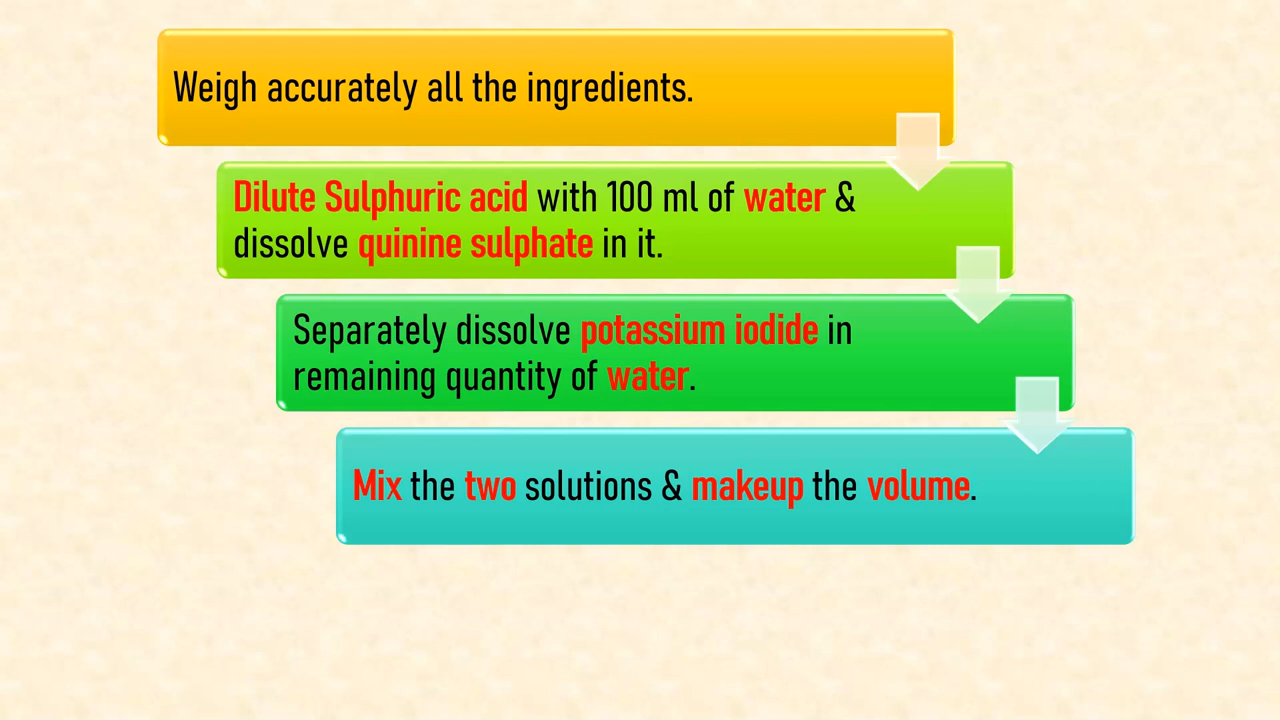 Weigh accurately all the ingredients.
Dilute Sulphuric acid with 100 ml of water &
dissolve quinine sulphate in it.
Separately dissolve potassium iodide in
remaining quantity of water.
Mix the two solutions & makeup the volume.